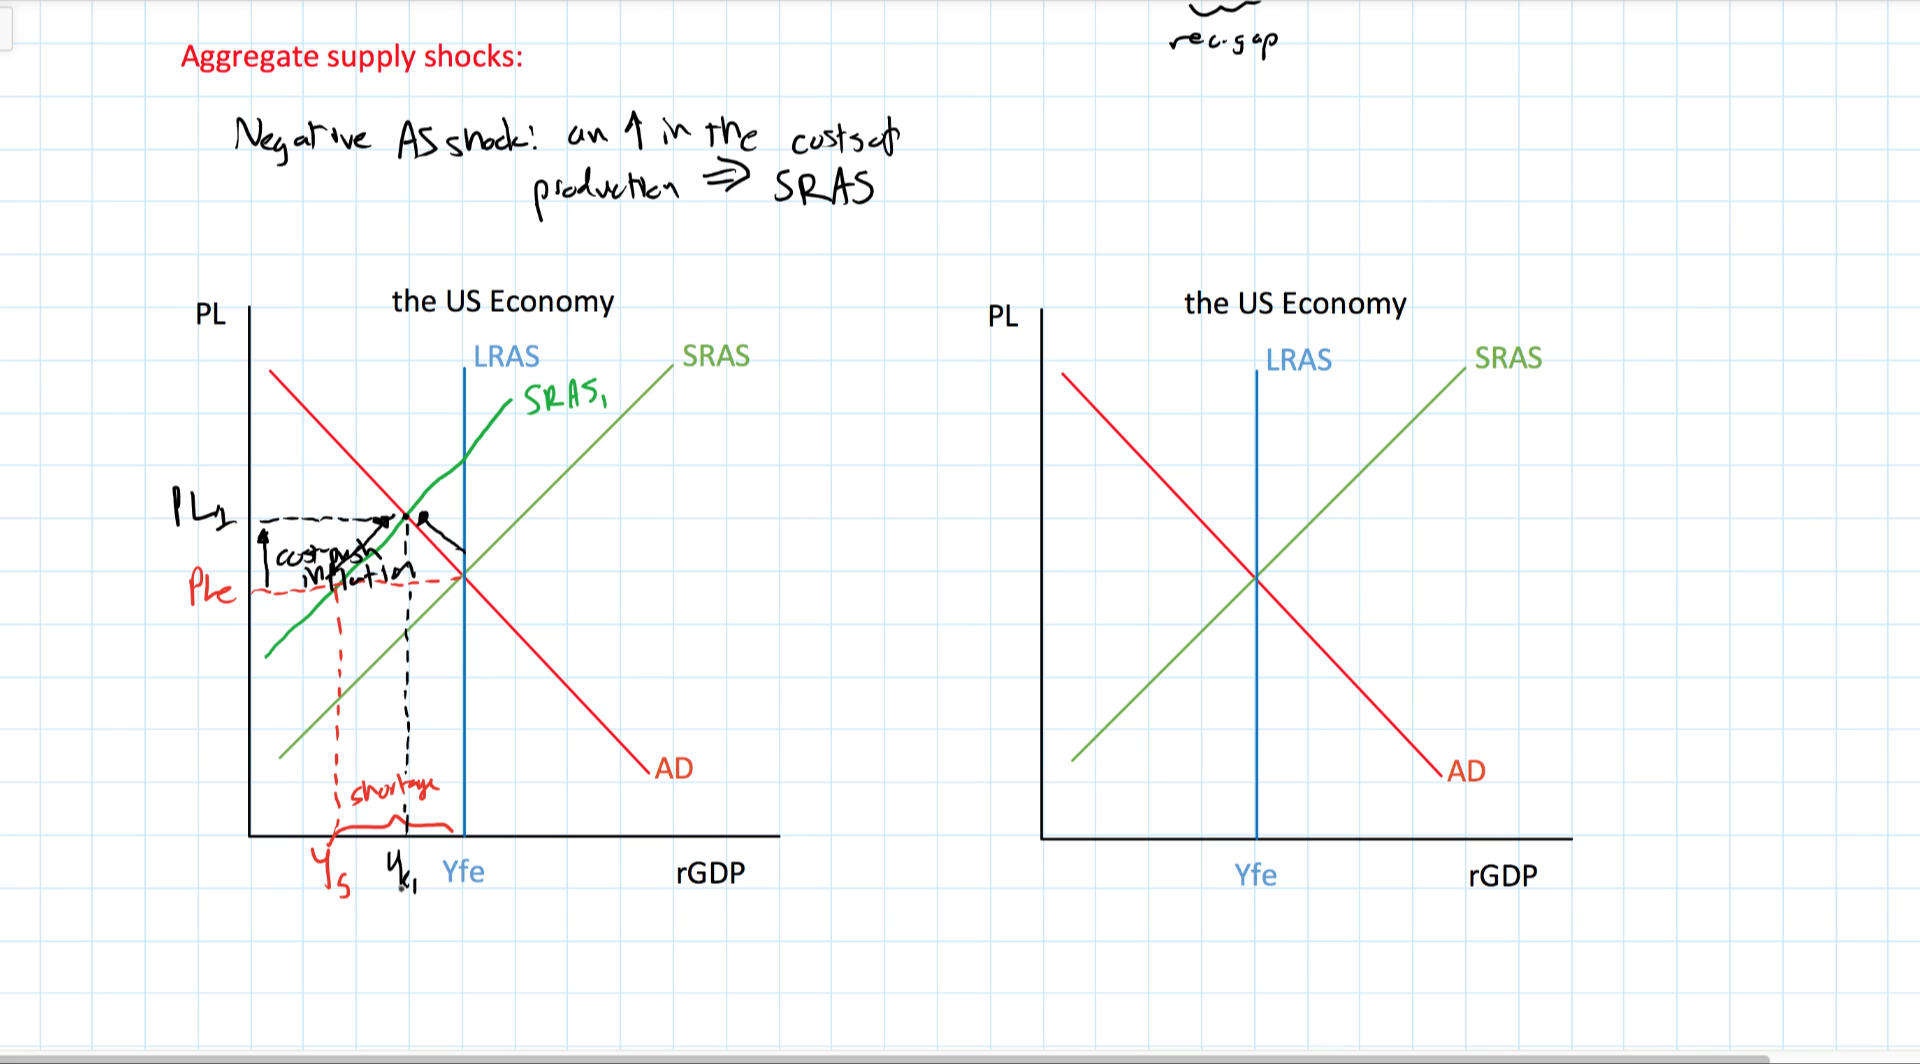 rec. gap
Aggregate supply shocks:
Negative AS shock: an ↑ in the costs of
production ⇒ SRAS
the US Economy
PL
LRAS
SRAS
SRAS₁
PL₁
cost-push
inflation
PLe
AD
shortage
Ys
Y₁
Yfe
rGDP
the US Economy
PL
LRAS
SRAS
AD
Yfe
rGDP